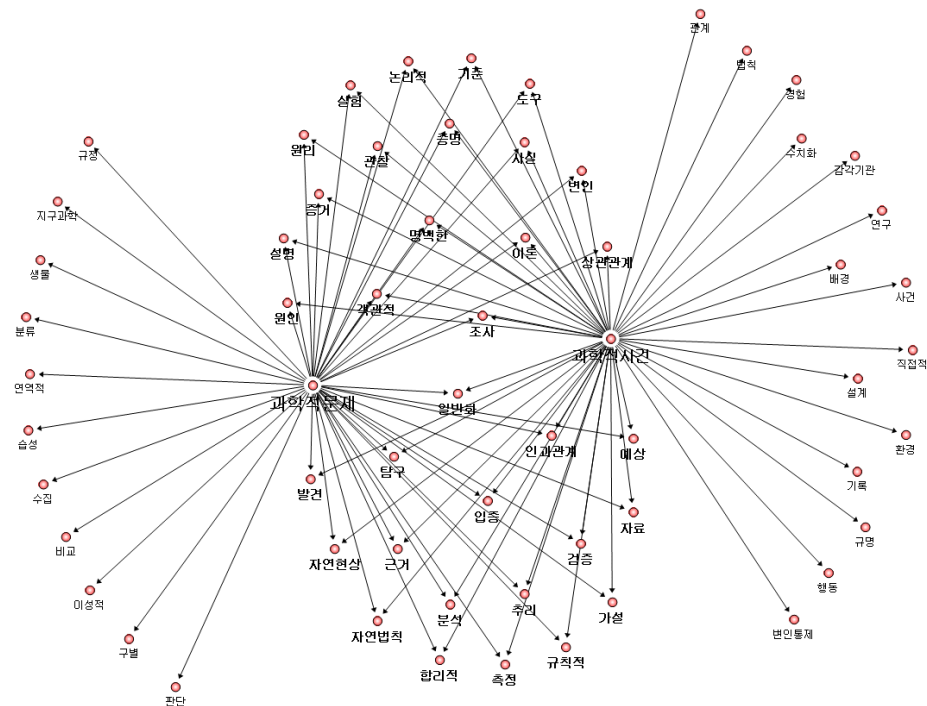 관계
법칙
기준
논리적
경험
실험
도구
증명
규정
원리
관찰
사실
수치화
감각기관
변인
증거
지구과학
연구
명백한
설명
이론
상관관계
생물
배경
사건
원인
객관적
분류
조사
과학적사건
직접적
연역적
설계
과학적문제
일반화
습성
인과관계
예상
환경
탐구
수집
발견
기록
입증
자료
비교
자연현상
근거
검증
규명
행동
이성적
추리
가설
분석
자연법칙
변인통제
구별
규칙적
합리적
측정
판단